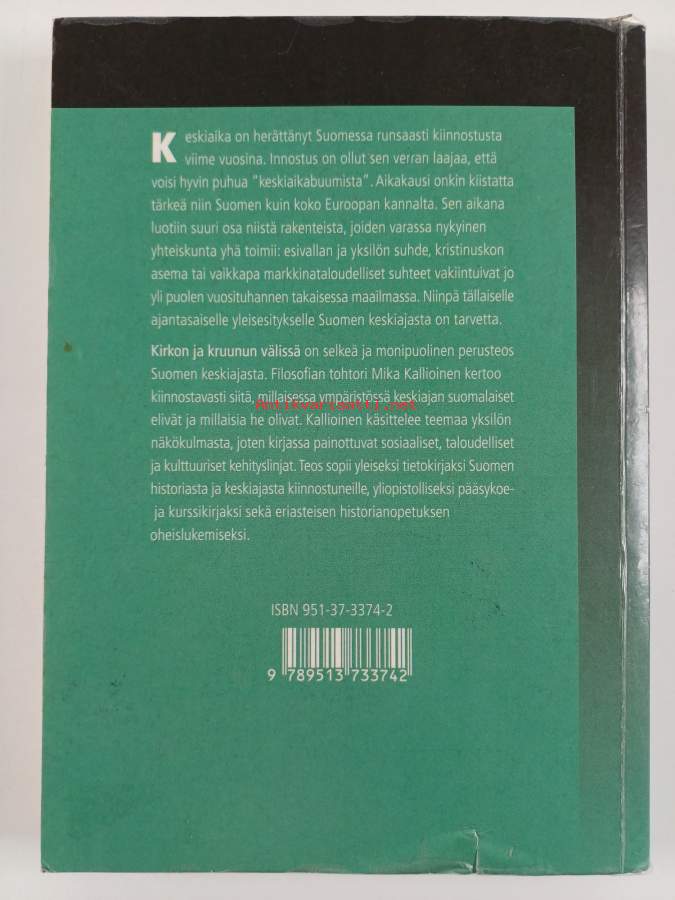 Keskiaika on herättänyt Suomessa runsaasti kiinnostusta
viime vuosina. Innostus on ollut sen verran laajaa, että
voisi hyvin puhua "keskiaikabuumista". Aikakausi onkin kiistatta
tärkeä niin Suomen kuin koko Euroopan kannalta. Sen aikana
luotiin suuri osa niistä rakenteista, joiden varassa nykyinen
yhteiskunta yhä toimii: esivallan ja yksilön suhde, kristinuskon
asema tai vaikkapa markkinataloudelliset suhteet vakiintuivat jo
yli puolen vuosituhannen takaisessa maailmassa. Niinpä tällaiselle
ajantasaiselle yleisesitykselle Suomen keskiajasta on tarvetta.
Kirkon ja kruunun välissä on selkeä ja monipuolinen perusteos
Suomen keskiajasta. Filosofian tohtori Mika Kallioinen kertoo
kiinnostavasti siitä, millaisessa ympäristössä keskiajan suomalaiset
Antikvariaatti.net
elivät ja millaisia he olivat. Kallioinen käsittelee teemaa yksilön
näkökulmasta, joten kirjassa painottuvat sosiaaliset, taloudelliset
ja kulttuuriset kehityslinjat. Teos sopii yleiseksi tietokirjaksi Suomen
historiasta ja keskiajasta kiinnostuneille, yliopistolliseksi pääsykoe-
ja kurssikirjaksi sekä eriasteisen historianopetuksen
oheislukemiseksi.
ISBN 951-37-3374-2
9 789513 733742